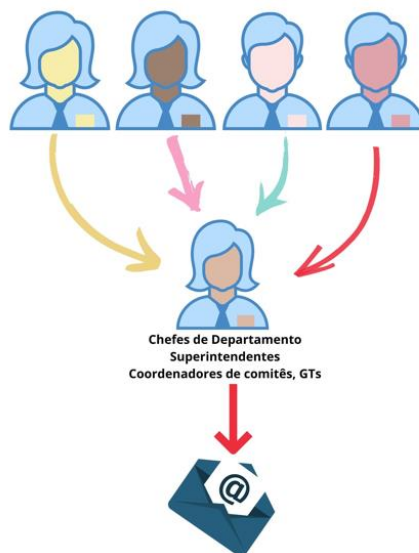 Chefes de Departamento
Superintendentes
Coordenadores de comitês, GTs
@